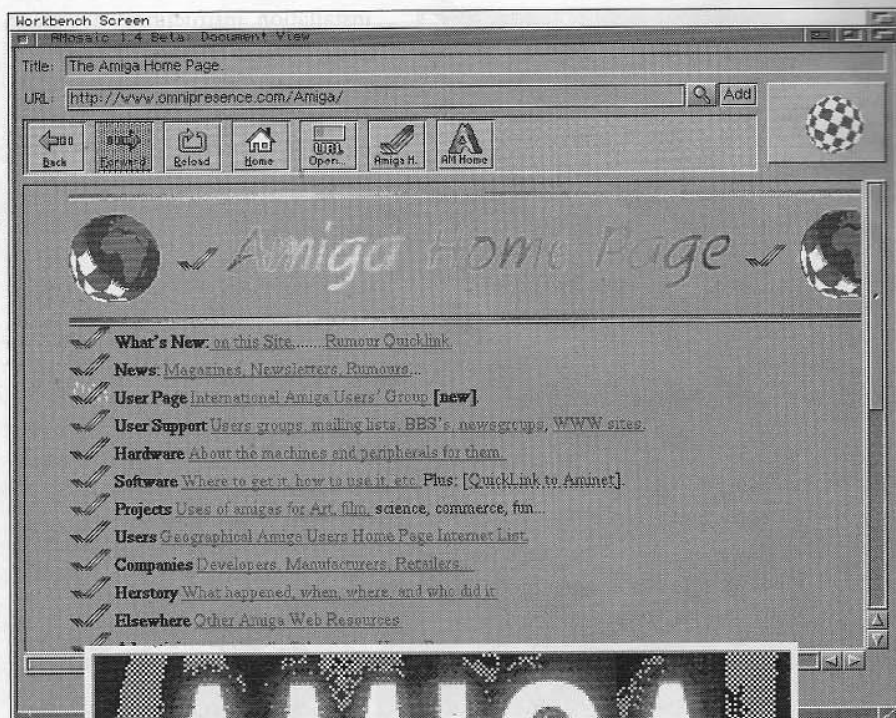 Workbench Screen
AMosaic 1.4 Beta: Document View
Title: The Amiga Home Page.
URL: http://www.omnipresence.com/Amiga/ Add
Back Forward Reload Home Open... Amiga H. AM Home
Amiga Home Page
What's New: on this Site.......Rumour Quicklink.
News: Magazines, Newsletters, Rumours...
User Page International Amiga Users' Group [new].
User Support Users groups, mailing lists, BBS's, newsgroups, WWW sites.
Hardware About the machines and peripherals for them.
Software Where to get it, how to use it, etc. Plus: [QuickLink to Aminet].
Projects Uses of amigas for Art, film, science, commerce, fun...
Users Geographical Amiga Users Home Page Internet List.
Companies Developers, Manufacturers, Retailers...
Herstory What happened, when, where, and who did it
Elsewhere Other Amiga Web Resources
AMIGA